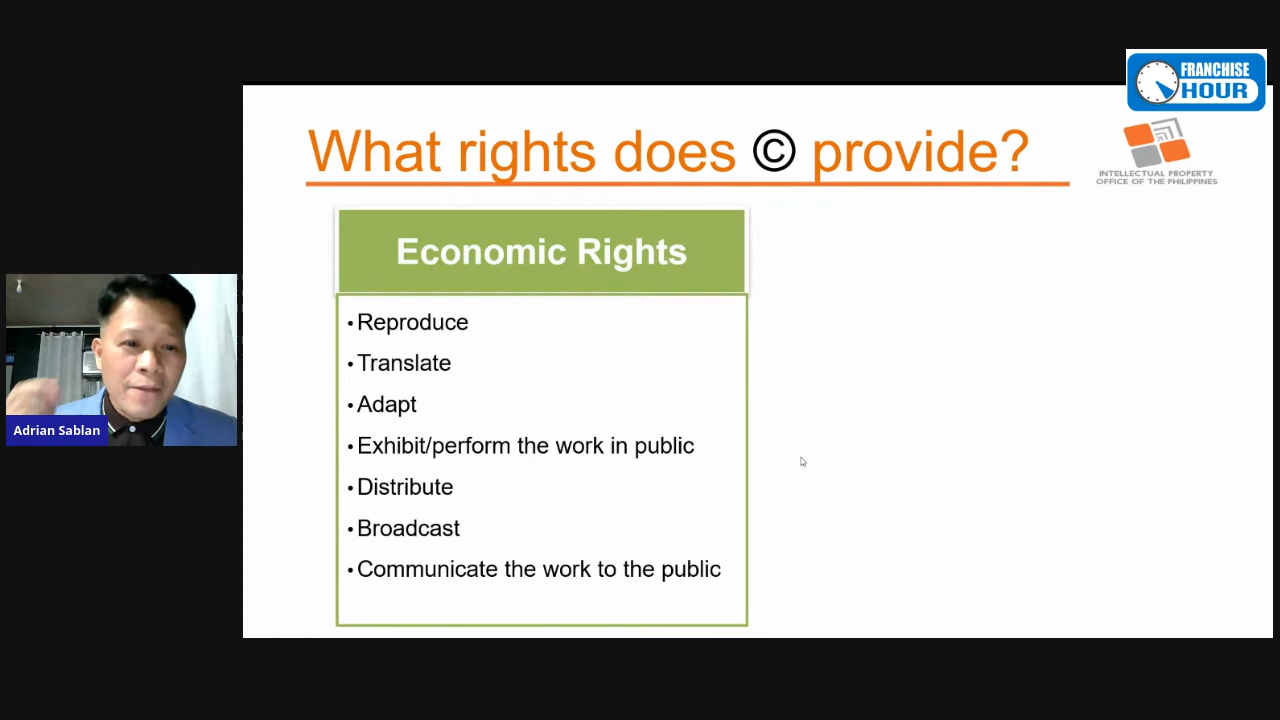 FRANCHISE
HOUR
What rights does © provide?
INTELLECTUAL PROPERTY
OFFICE OF THE PHILIPPINES
Economic Rights
• Reproduce
• Translate
• Adapt
• Exhibit/perform the work in public
• Distribute
• Broadcast
• Communicate the work to the public
Adrian Sablan